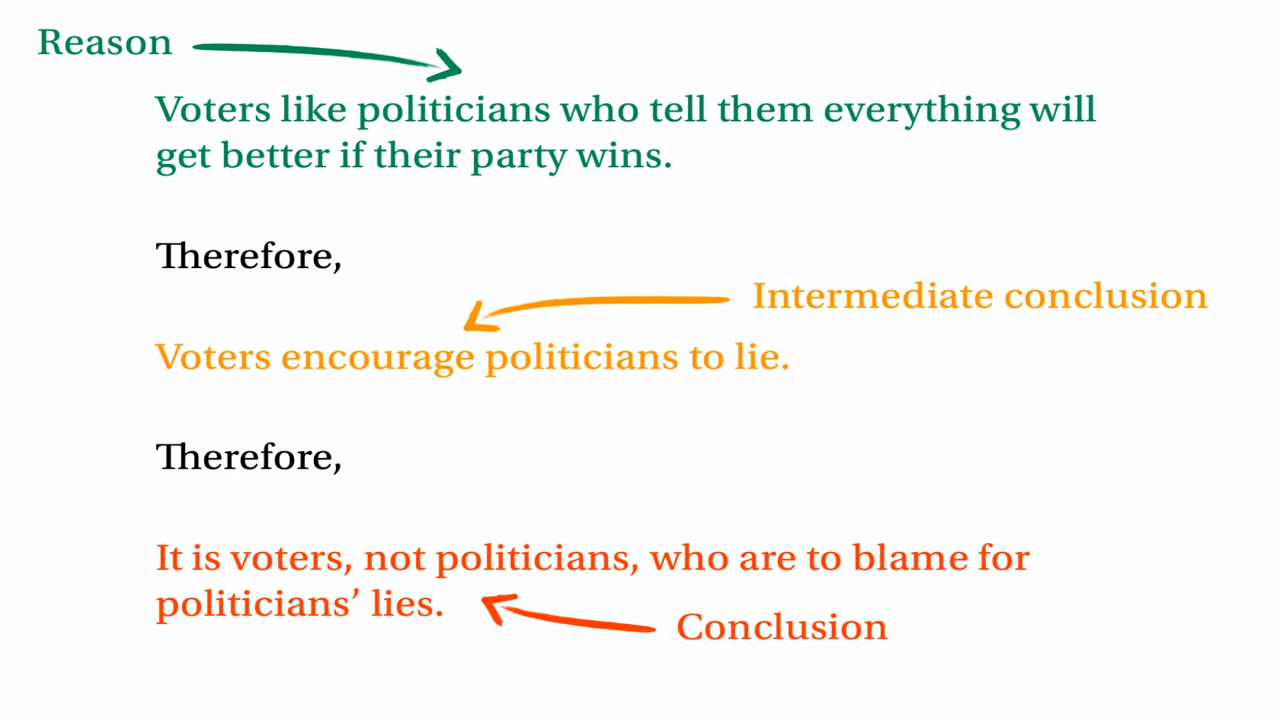 Reason
Voters like politicians who tell them everything will
get better if their party wins.
Therefore,
Intermediate conclusion
Voters encourage politicians to lie.
Therefore,
It is voters, not politicians, who are to blame for
politicians’ lies.
Conclusion